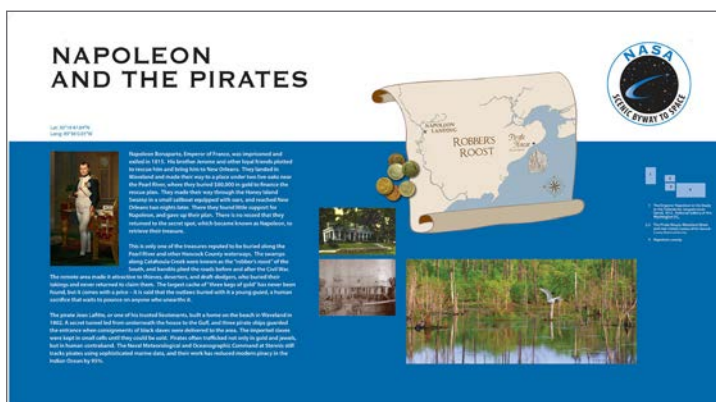 NAPOLEON
AND THE PIRATES
Napoleon Bonaparte, Emperor of France, was imprisoned and
exiled in 1815. His brother Jerome and other loyal friends plotted
to rescue him and bring him to New Orleans. They landed in
Waveland and made their way to a place under two live oaks near
the Pearl River, where they buried $80,000 in gold to finance the
rescue plan. They made their way through the Honey Island
Swamp in a small sailboat equipped with oars, and reached New
Orleans two nights later. There they found little support for
Napoleon, and gave up their plan. There is no record that they
returned to the secret spot, which became known as Napoleon, to
retrieve their treasure.
This is only one of the treasures reputed to be buried along the
Pearl River and other Hancock County waterways. The swamps
along Catahoula Creek were known as the "robber's roost" of the
South, and bandits plied the roads before and after the Civil War.
The remote area made it attractive to thieves, deserters, and draft-dodgers, who buried their
takings and never returned to claim them. The largest cache of "three kegs of gold" has never been
found, but it comes with a price – it is said that the outlaws buried with it a young guard, a human
sacrifice that waits to pounce on anyone who unearths it.
The pirate Jean Lafitte, or one of his trusted lieutenants, built a home on the beach in Waveland in
1802. A secret tunnel led from underneath the house to the Gulf, and three pirate ships guarded
the entrance when consignments of black slaves were delivered to the area. The imported slaves
were kept in small cells until they could be sold. Pirates often trafficked not only in gold and jewels,
but in human contraband. The Naval Meteorological and Oceanographic Command at Stennis still
tracks pirates using sophisticated marine data, and their work has reduced modern piracy in the
Indian Ocean by 95%.
NAPOLEON
LANDING
ROBBER'S
ROOST
Pirate
House
NASA
SCENIC BYWAY TO SPACE